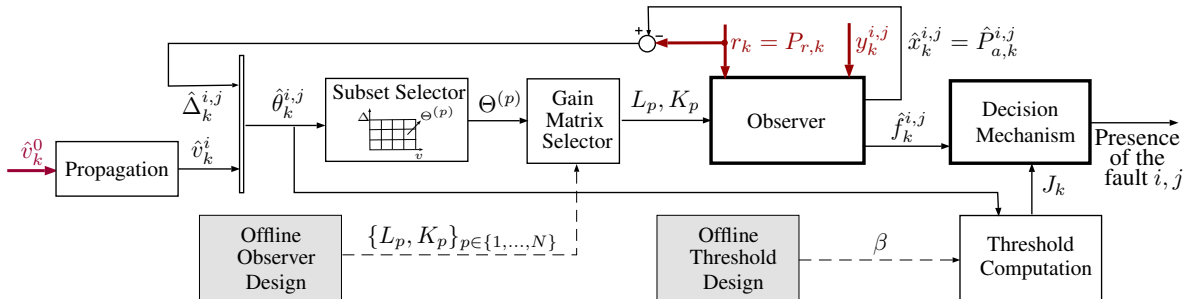 + −
r_k = P_{r,k}
y_k^{i,j}
x̂_k^{i,j} = P̂_{a,k}^{i,j}
Δ̂_k^{i,j}
θ̂_k^{i,j}
Subset Selector
Δ
Θ^{(p)}
v
Θ^{(p)}
Gain
Matrix
Selector
L_p, K_p
Observer
f̂_k^{i,j}
Decision
Mechanism
Presence
of the
fault i, j
v̂_k^0
Propagation
v̂_k^i
J_k
Offline
Observer
Design
{L_p, K_p}_{p∈{1,...,N}}
Offline
Threshold
Design
β
Threshold
Computation